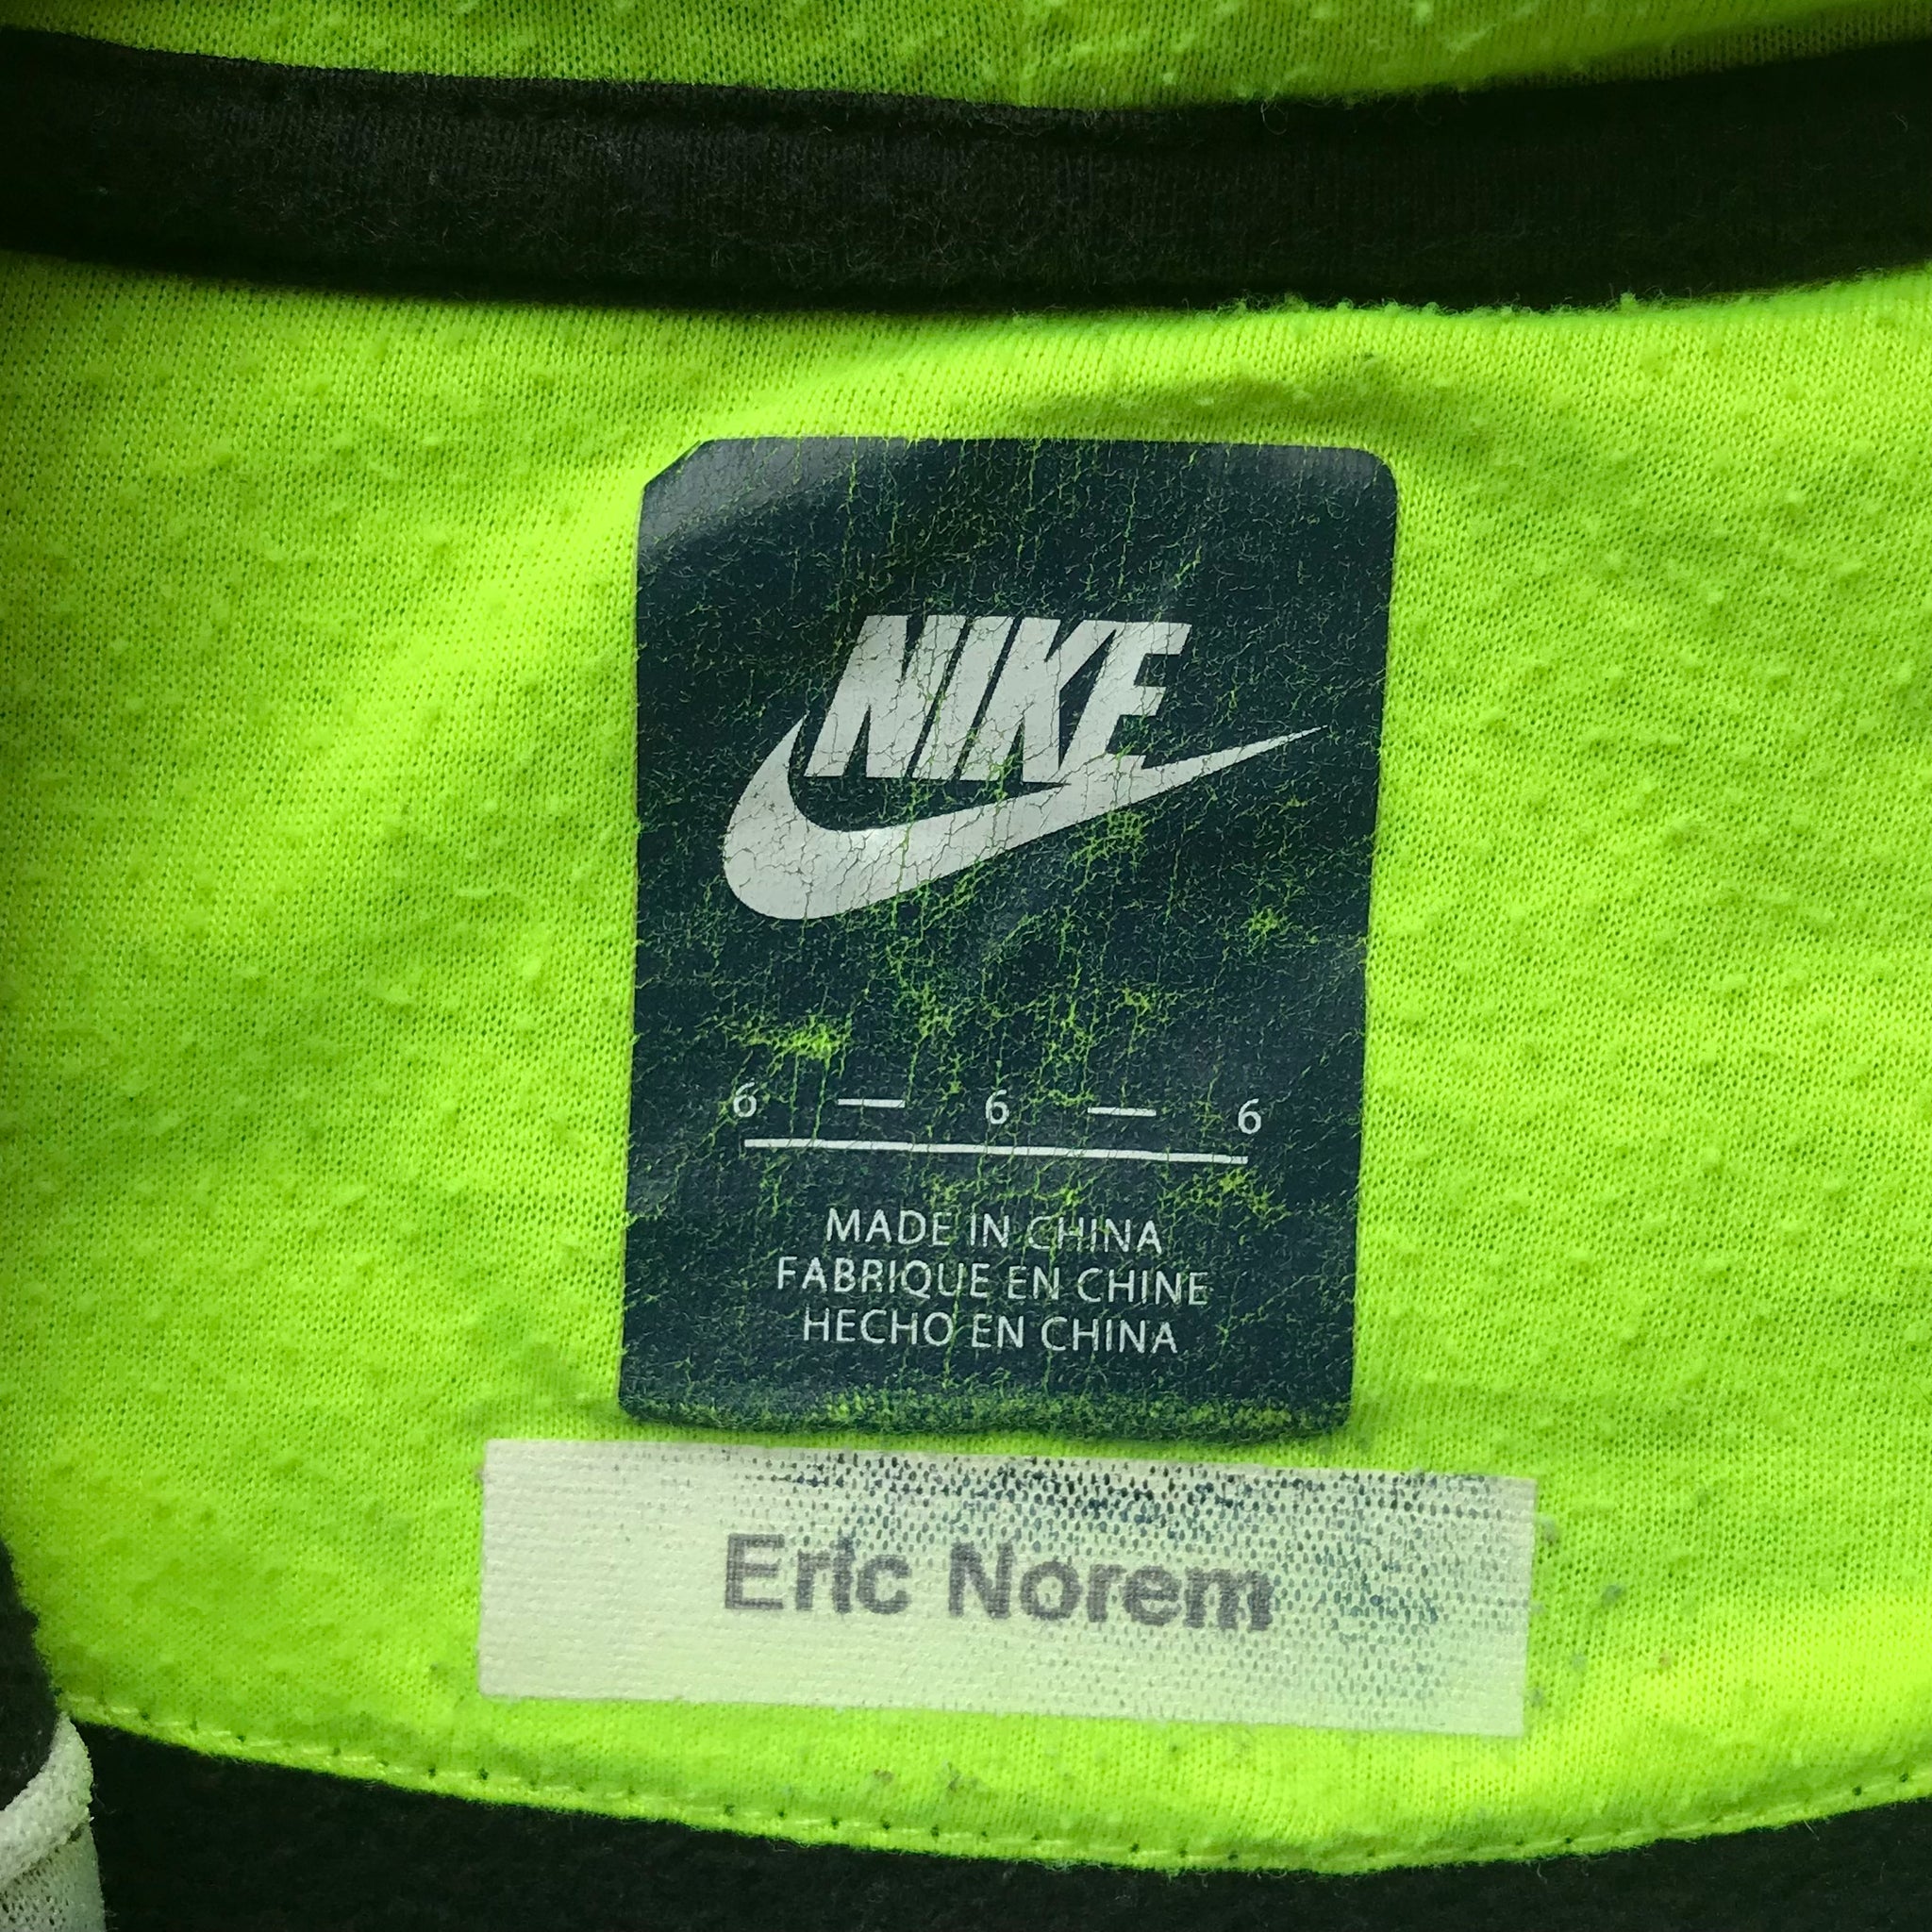 NIKE
6 — 6 — 6
MADE IN CHINA
FABRIQUE EN CHINE
HECHO EN CHINA
Eric Norem